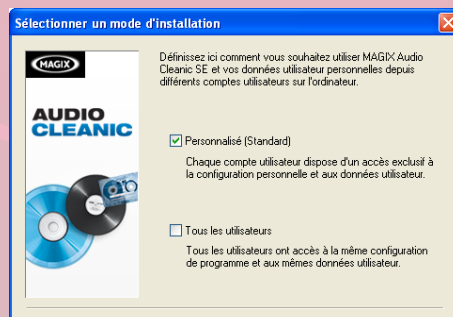 Sélectionner un mode d'installation
MAGIX
AUDIO
CLEANIC
Définissez ici comment vous souhaitez utiliser MAGIX Audio
Cleanic SE et vos données utilisateur personnelles depuis
différents comptes utilisateurs sur l'ordinateur.
Personnalisé (Standard)
Chaque compte utilisateur dispose d'un accès exclusif à
la configuration personnelle et aux données utilisateur.
Tous les utilisateurs
Tous les utilisateurs ont accès à la même configuration
de programme et aux mêmes données utilisateur.